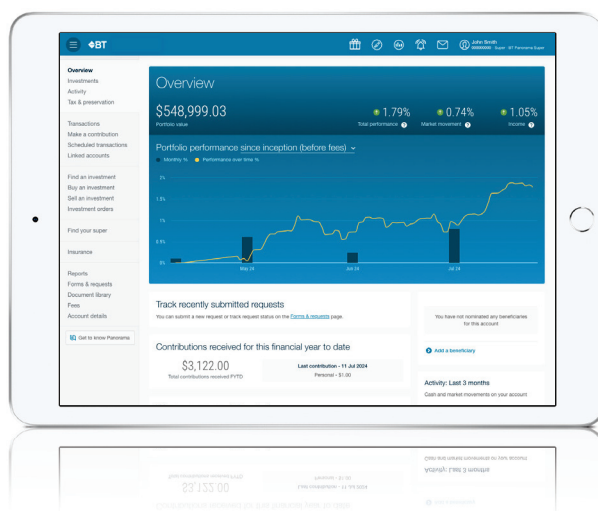 BT
John Smith
Super BT Panorama Super
Overview
Investments
Activity
Tax & preservation
Transactions
Make a contribution
Scheduled transactions
Linked accounts
Find an investment
Buy an investment
Sell an investment
Investment orders
Find your super
Insurance
Reports
Forms & requests
Document library
Fees
Account details
Get to know Panorama
Overview
$548,999.03
Portfolio value
1.79%
Total performance
0.74%
Market movement
1.05%
Income
Portfolio performance since inception (before fees)
Monthly % Performance over time %
2%
1.5%
1%
0.5%
0%
May 24
Jun 24
Jul 24
Track recently submitted requests
You can submit a new request or track request status on the Forms & requests page.
Contributions received for this financial year to date
$3,122.00
Total contributions received FYTD
Last contribution - 11 Jul 2024
Personal - $1.00
You have not nominated any beneficiaries
for this account
Add a beneficiary
Activity: Last 3 months
Cash and market movements on your account